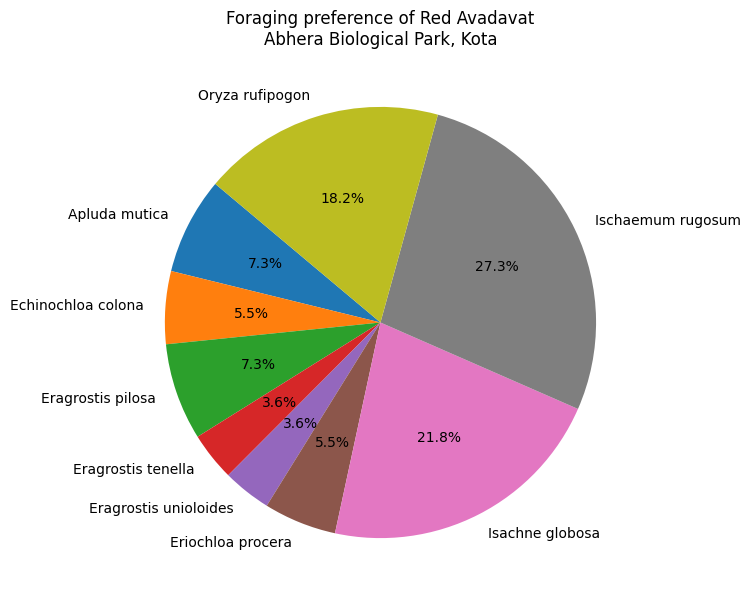 Foraging preference of Red Avadavat
Abhera Biological Park, Kota
Oryza rufipogon
18.2%
Apluda mutica
7.3%
Ischaemum rugosum
27.3%
Echinochloa colona
5.5%
Eragrostis pilosa
7.3%
Eragrostis tenella
3.6%
Eragrostis unioloides
3.6%
Eriochloa procera
5.5%
Isachne globosa
21.8%